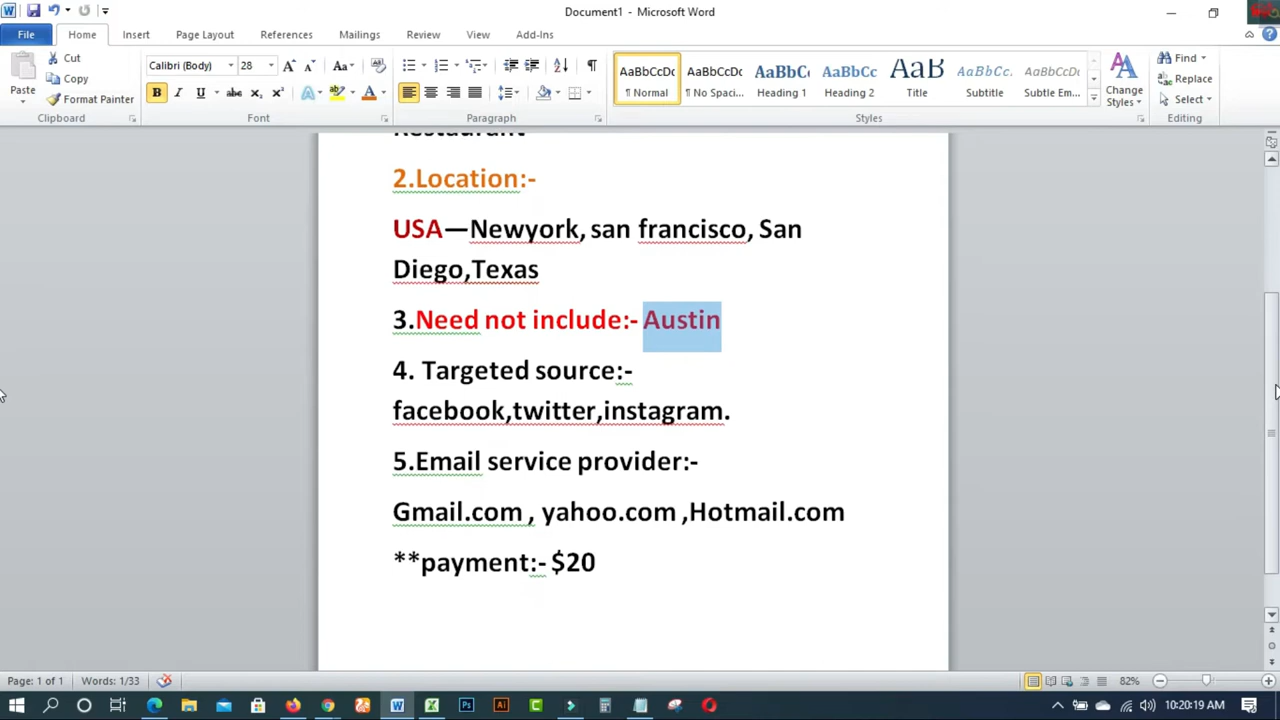 Document1 - Microsoft Word
File Home Insert Page Layout References Mailings Review View Add-Ins
Paste
Cut
Copy
Format Painter
Clipboard
Calibri (Body) 28
Font
Paragraph
AaBbCcDc AaBbCcDc AaBbC AaBbCc AaB AaBbCc. AaBbCcDc
¶ Normal ¶ No Spaci... Heading 1 Heading 2 Title Subtitle Subtle Em...
Styles
Change
Styles
Find
Replace
Select
Editing
Restaurant
2.Location:-
USA—Newyork, san francisco, San
Diego,Texas
3.Need not include:- Austin
4. Targeted source:-
facebook,twitter,instagram.
5.Email service provider:-
Gmail.com , yahoo.com ,Hotmail.com
**payment:- $20
Page: 1 of 1 Words: 1/33 82%
10:20:19 AM